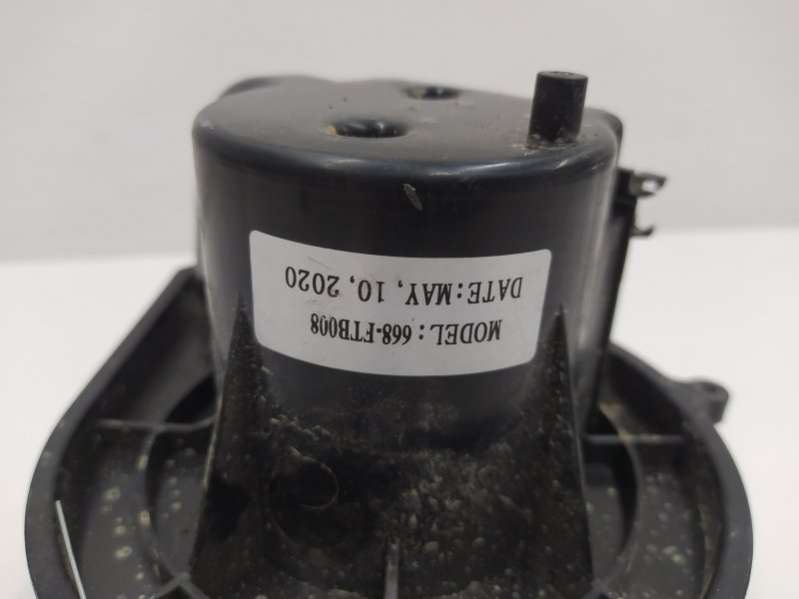 MODEL: 668-FTB008
DATE:MAY, 10, 2020